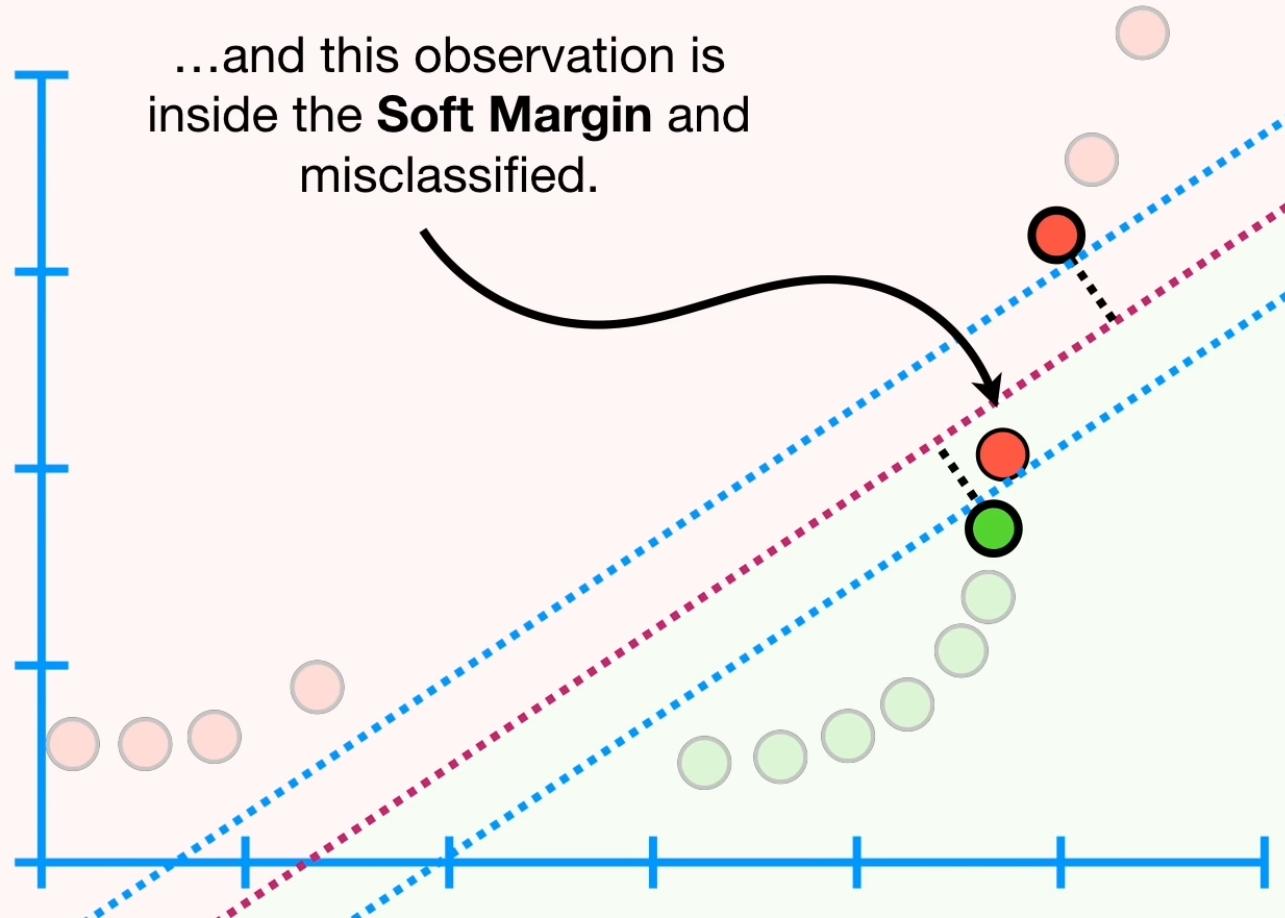 …and this observation is
inside the Soft Margin and
misclassified.